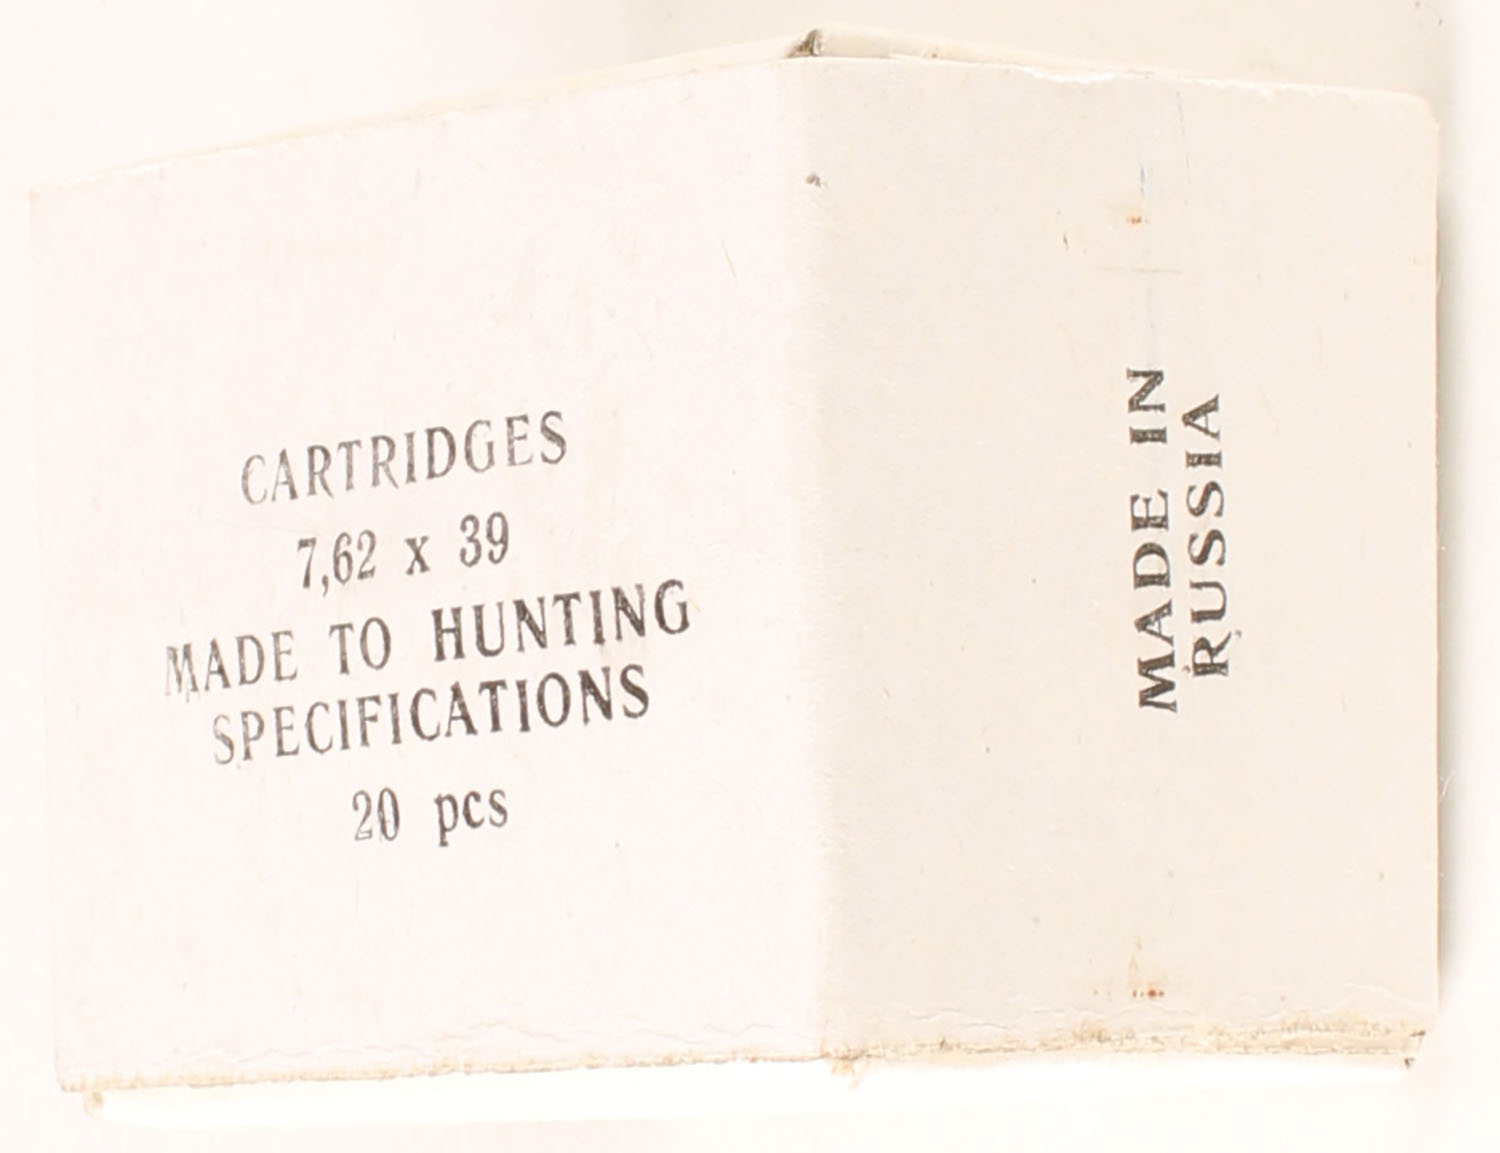 CARTRIDGES
7,62 x 39
MADE TO HUNTING
SPECIFICATIONS
20 pcs
MADE IN
RUSSIA